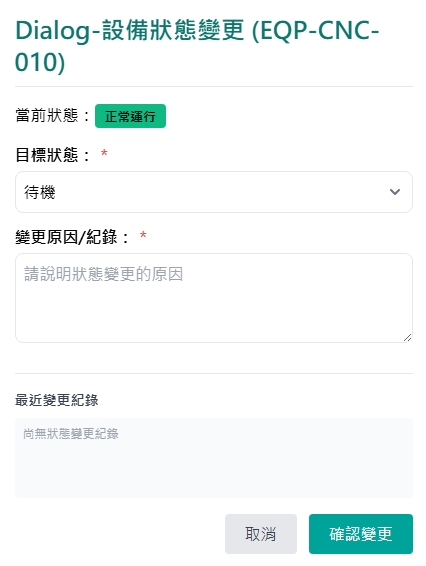 Dialog-設備狀態變更 (EQP-CNC-
010)
當前狀態：正常運行
目標狀態： *
待機
變更原因/紀錄： *
請說明狀態變更的原因
最近變更紀錄
尚無狀態變更紀錄
取消 確認變更